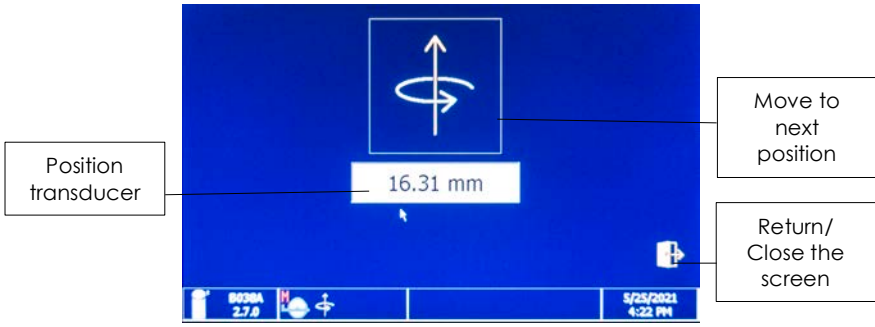 Move to
next
position
Position
transducer
16.31 mm
Return/
Close the
screen
B038A
2.7.0
M
5/25/2021
4:22 PM